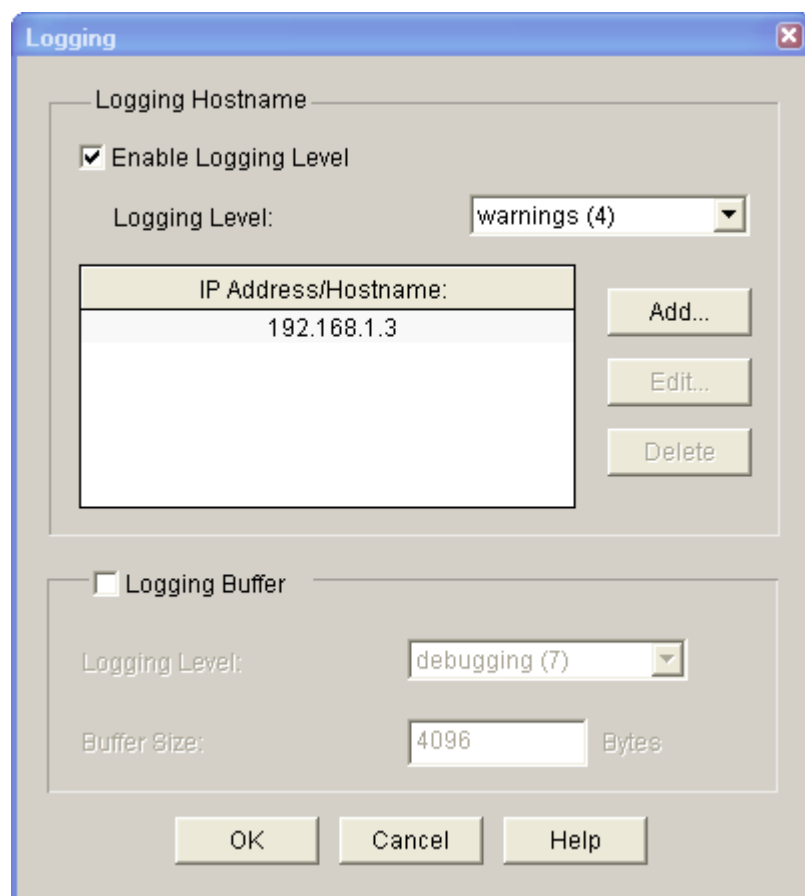 Logging
Logging Hostname
Enable Logging Level
Logging Level: warnings (4)
IP Address/Hostname:
192.168.1.3
Add...
Edit...
Delete
Logging Buffer
Logging Level: debugging (7)
Buffer Size: 4096 Bytes
OK Cancel Help